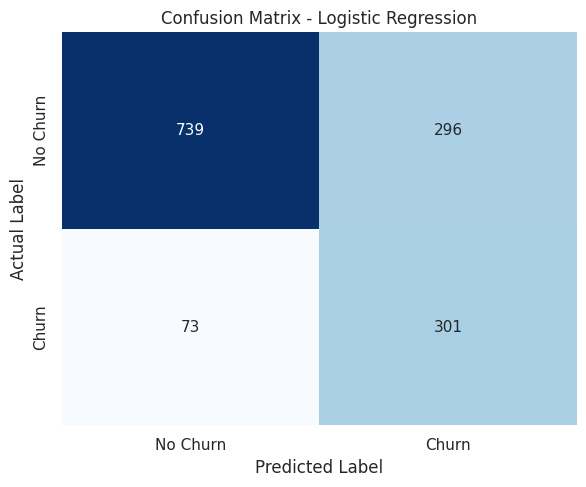 Confusion Matrix - Logistic Regression
Actual Label
No Churn
739
296
Churn
73
301
No Churn
Churn
Predicted Label